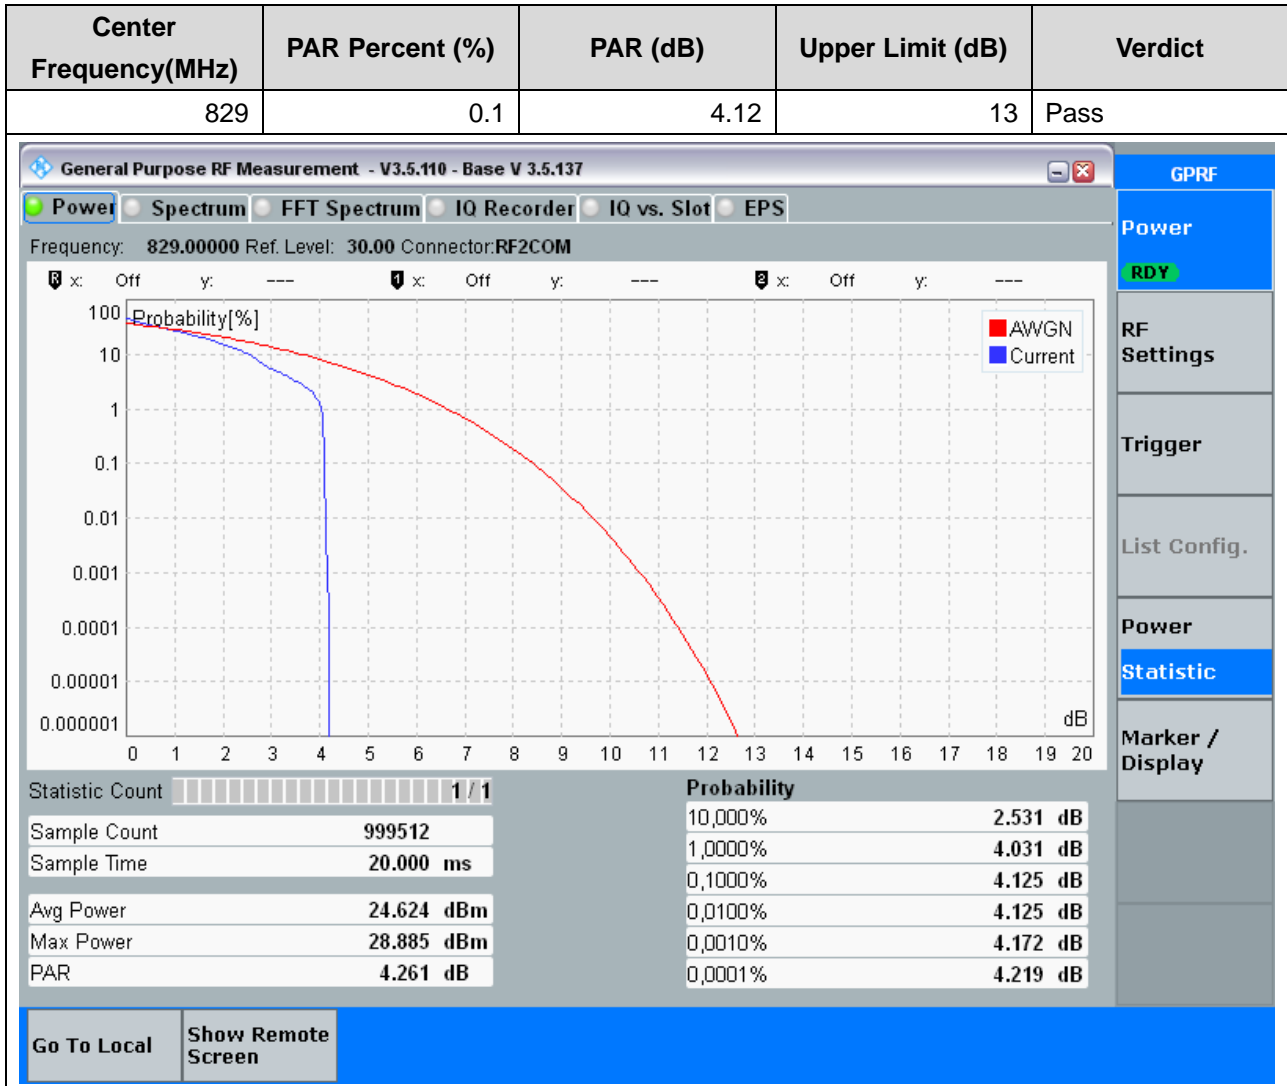 Center Frequency(MHz) PAR Percent (%) PAR (dB) Upper Limit (dB) Verdict
829 0.1 4.12 13 Pass
General Purpose RF Measurement - V3.5.110 - Base V 3.5.137
GPRF
Power Spectrum FFT Spectrum IQ Recorder IQ vs. Slot EPS
Frequency: 829.00000 Ref. Level: 30.00 Connector:RF2COM
R x: Off y: --- 1 x: Off y: --- 2 x: Off y: ---
Probability[%]
AWGN
Current
100
10
1
0.1
0.01
0.001
0.0001
0.00001
0.000001
dB
0 1 2 3 4 5 6 7 8 9 10 11 12 13 14 15 16 17 18 19 20
Statistic Count 1 / 1
Sample Count 999512
Sample Time 20.000 ms
Avg Power 24.624 dBm
Max Power 28.885 dBm
PAR 4.261 dB
Probability
10,000% 2.531 dB
1,0000% 4.031 dB
0,1000% 4.125 dB
0,0100% 4.125 dB
0,0010% 4.172 dB
0,0001% 4.219 dB
Power
RDY
RF
Settings
Trigger
List Config.
Power
Statistic
Marker /
Display
Go To Local
Show Remote
Screen